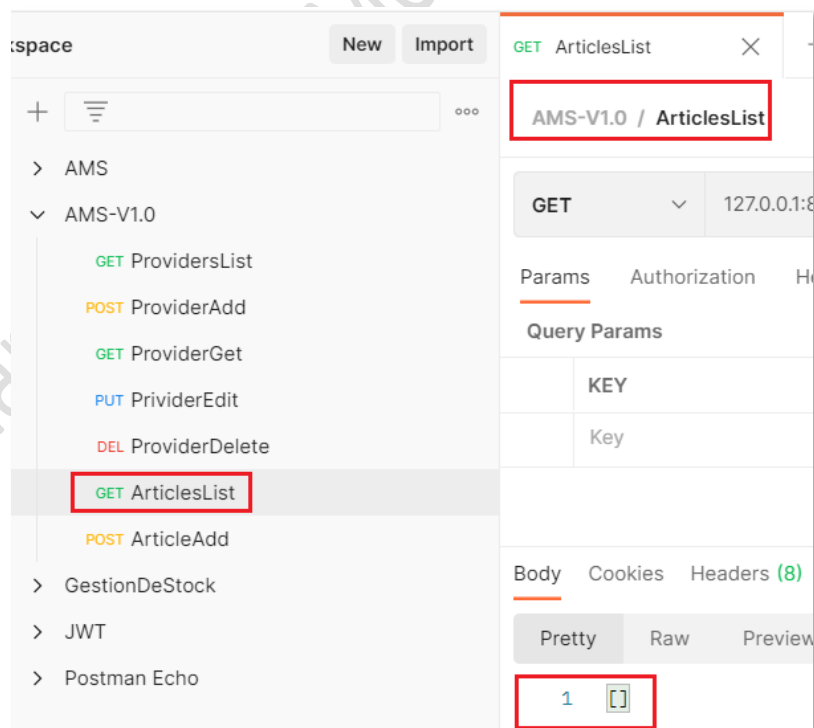 kspace New Import
AMS
AMS-V1.0
GET ProvidersList
POST ProviderAdd
GET ProviderGet
PUT PrividerEdit
DEL ProviderDelete
GET ArticlesList
POST ArticleAdd
GestionDeStock
JWT
Postman Echo
GET ArticlesList
AMS-V1.0 / ArticlesList
GET 127.0.0.1:8
Params Authorization He
Query Params
KEY
Key
Body Cookies Headers (8)
Pretty Raw Preview
1 []